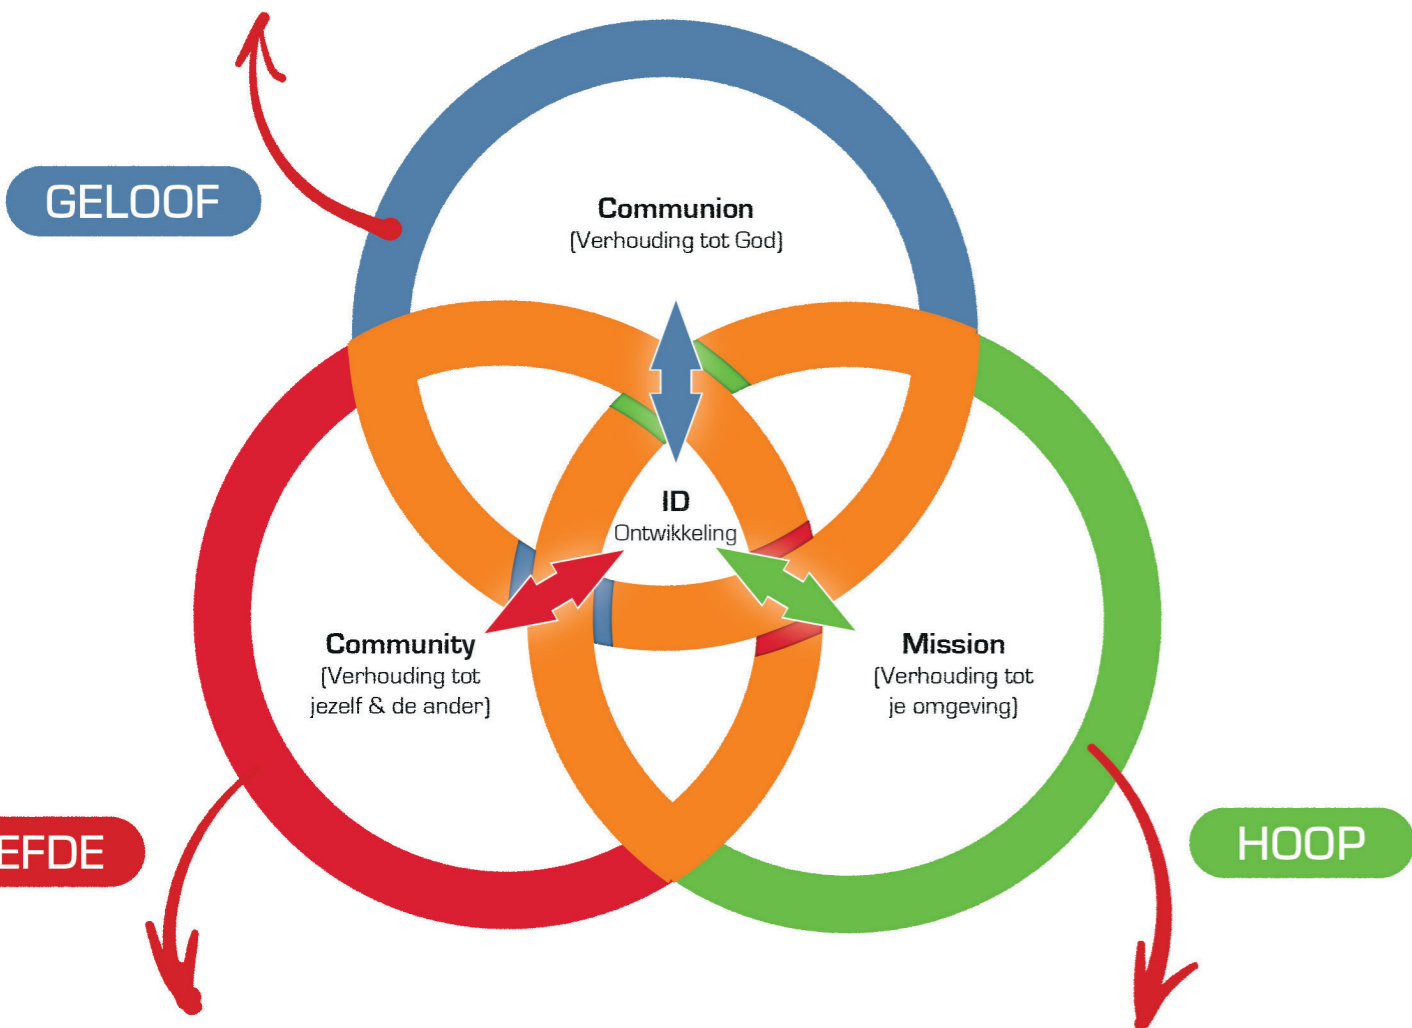 GELOOF
Communion
(Verhouding tot God)
ID
Ontwikkeling
Community
(Verhouding tot
jezelf & de ander)
Mission
(Verhouding tot
je omgeving)
EFDE
HOOP